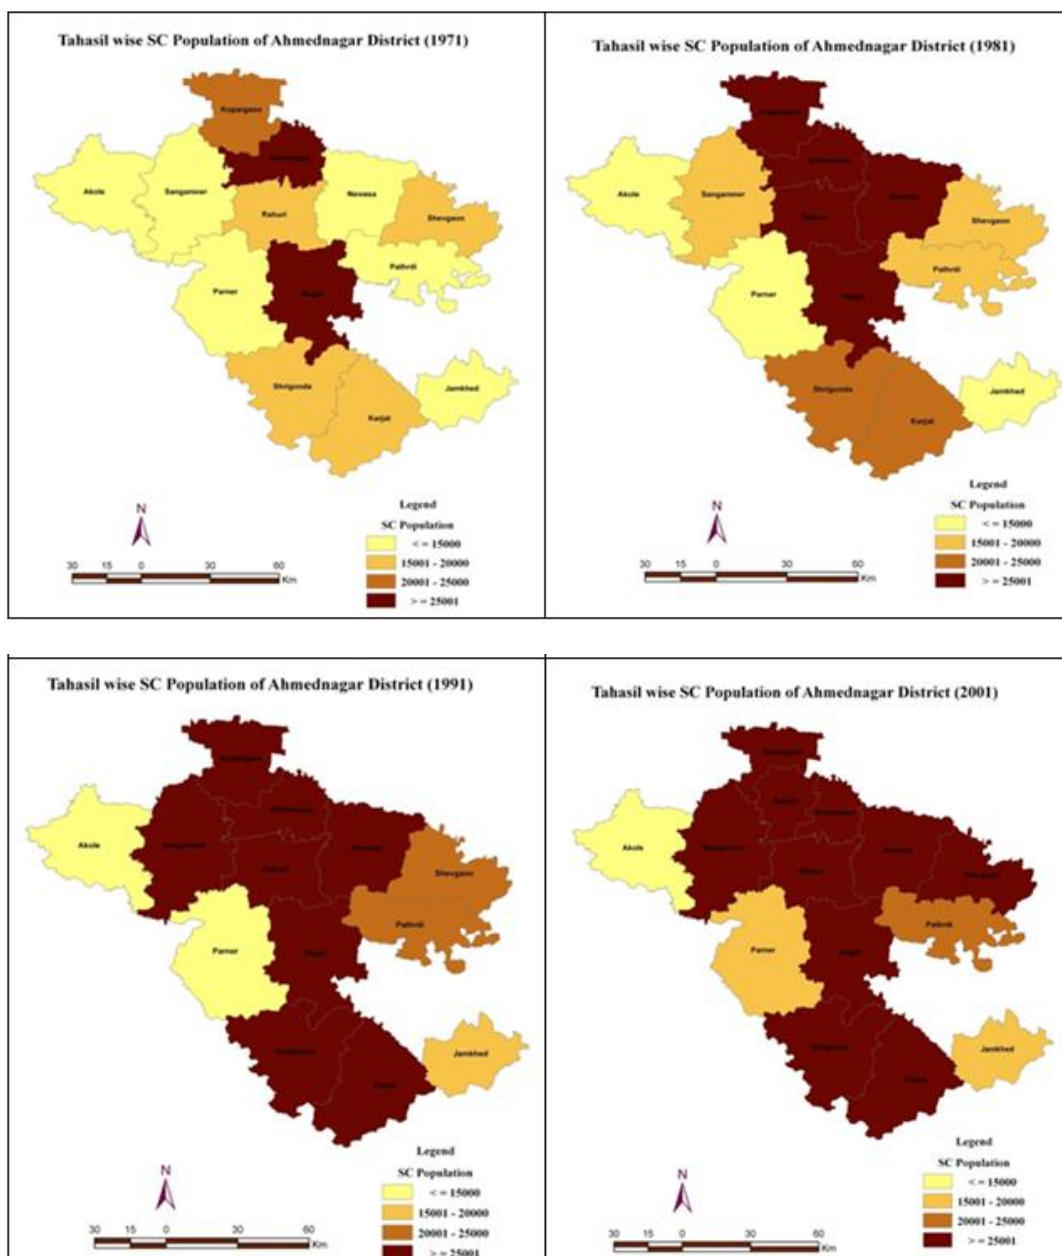 Tahasil wise SC Population of Ahmednagar District (1971)
Kopargaon
Akole
Sangamner
Rahuri
Newasa
Shevgaon
Pathrdi
Parner
Nagar
Shrigonda
Karjat
Jamkhed
N
Legend
SC Population
< = 15000
15001 - 20000
20001 - 25000
> = 25001
30 15 0 30 60
Km
Tahasil wise SC Population of Ahmednagar District (1981)
Akole
Sangamner
Shevgaon
Pathrdi
Parner
Nagar
Shrigonda
Karjat
Jamkhed
N
Legend
SC Population
< = 15000
15001 - 20000
20001 - 25000
> = 25001
30 15 0 30 60
Km
Tahasil wise SC Population of Ahmednagar District (1991)
Akole
Shevgaon
Pathrdi
Parner
Nagar
Jamkhed
N
Legend
SC Population
< = 15000
15001 - 20000
20001 - 25000
> = 25001
30 15 0 30 60
Km
Tahasil wise SC Population of Ahmednagar District (2001)
Akole
Pathrdi
Parner
Nagar
Jamkhed
N
Legend
SC Population
< = 15000
15001 - 20000
20001 - 25000
> = 25001
30 15 0 30 60
Km